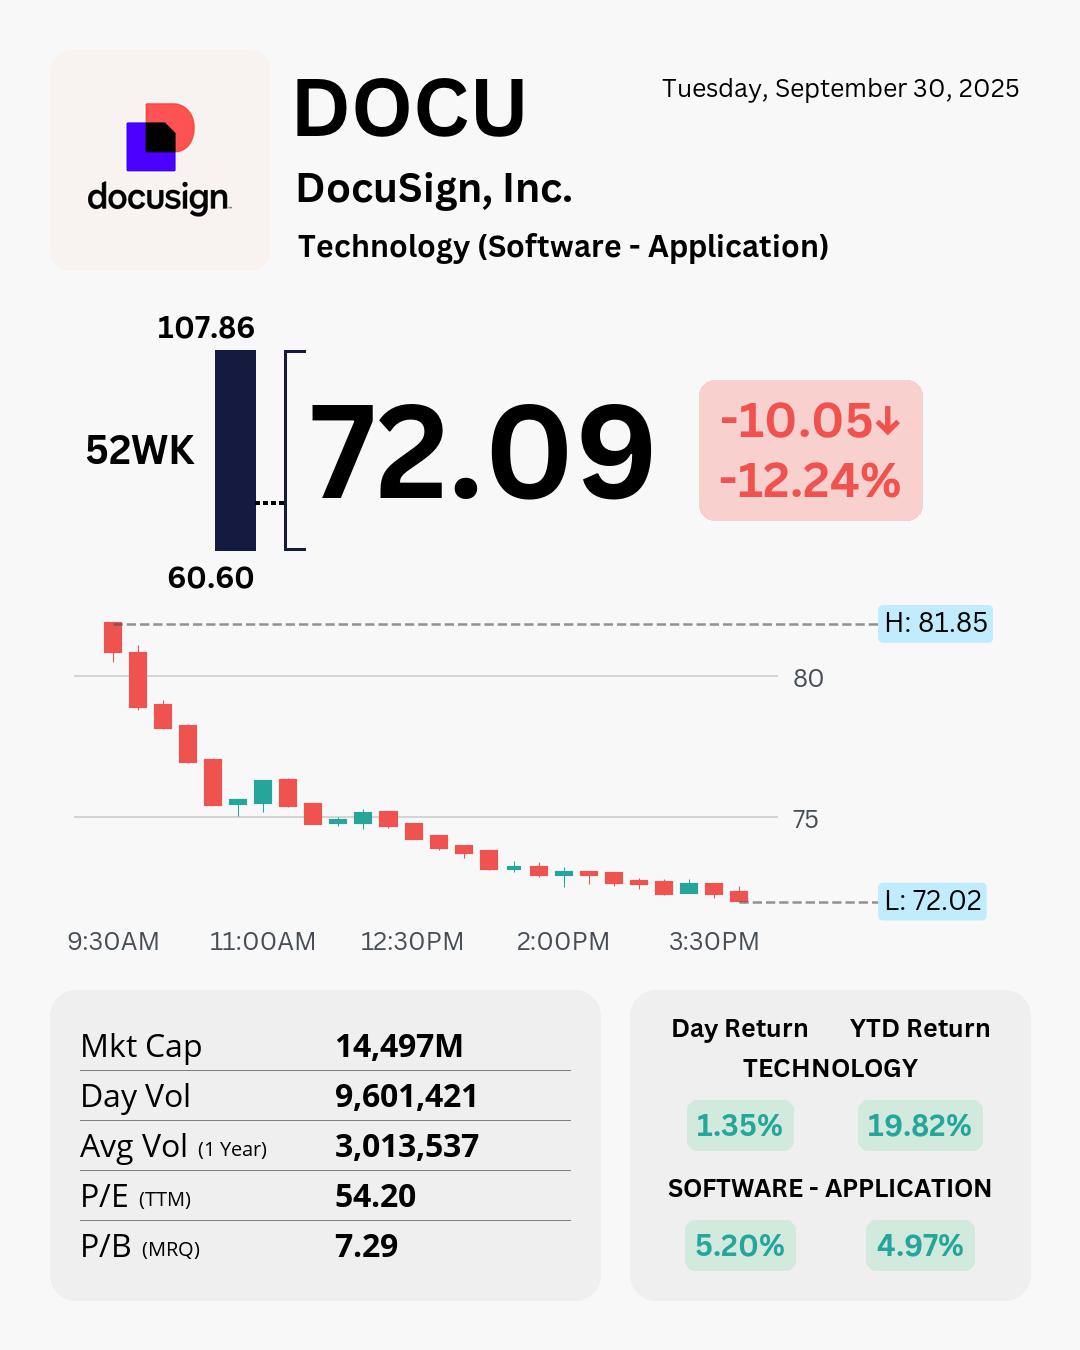 docusign
DOCU
Tuesday, September 30, 2025
DocuSign, Inc.
Technology (Software - Application)
107.86
52WK
60.60
72.09
-10.05↓
-12.24%
H: 81.85
80
75
L: 72.02
9:30AM 11:00AM 12:30PM 2:00PM 3:30PM
Mkt Cap 14,497M
Day Vol 9,601,421
Avg Vol (1 Year) 3,013,537
P/E (TTM) 54.20
P/B (MRQ) 7.29
Day Return YTD Return
TECHNOLOGY
1.35% 19.82%
SOFTWARE - APPLICATION
5.20% 4.97%